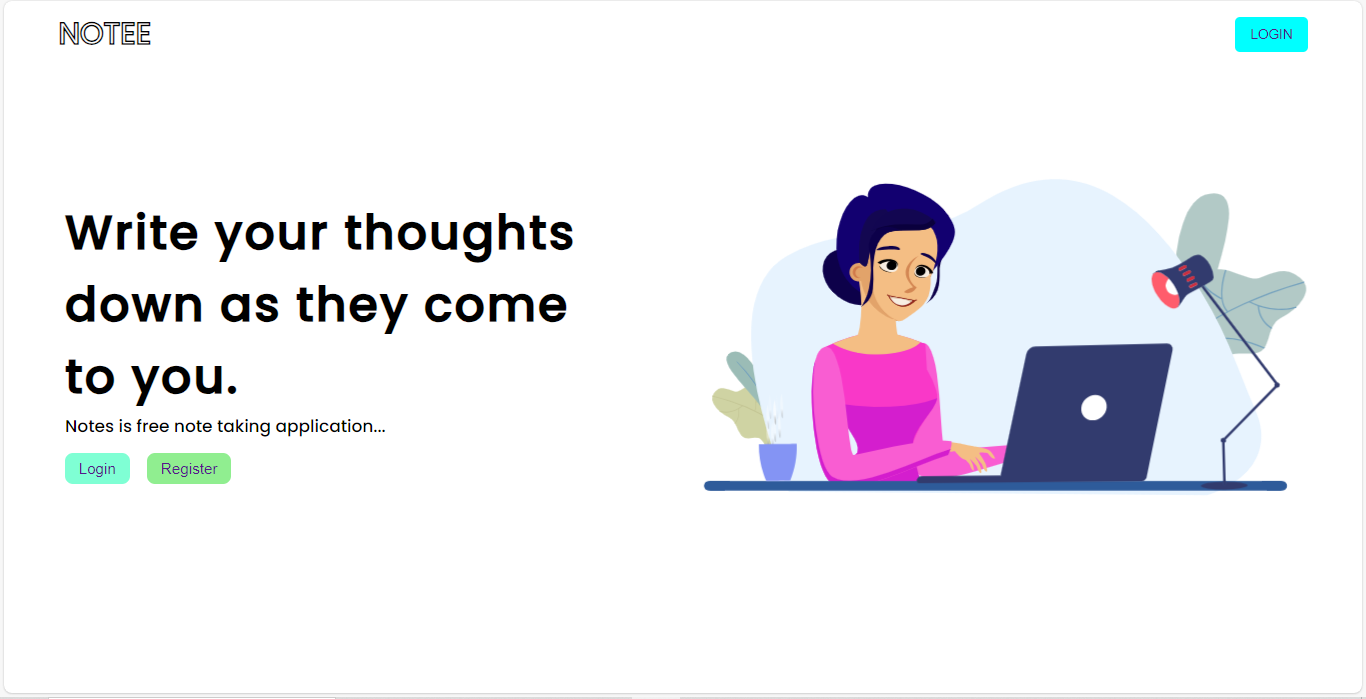 NOTEE
LOGIN
Write your thoughts
down as they come
to you.
Notes is free note taking application...
Login
Register